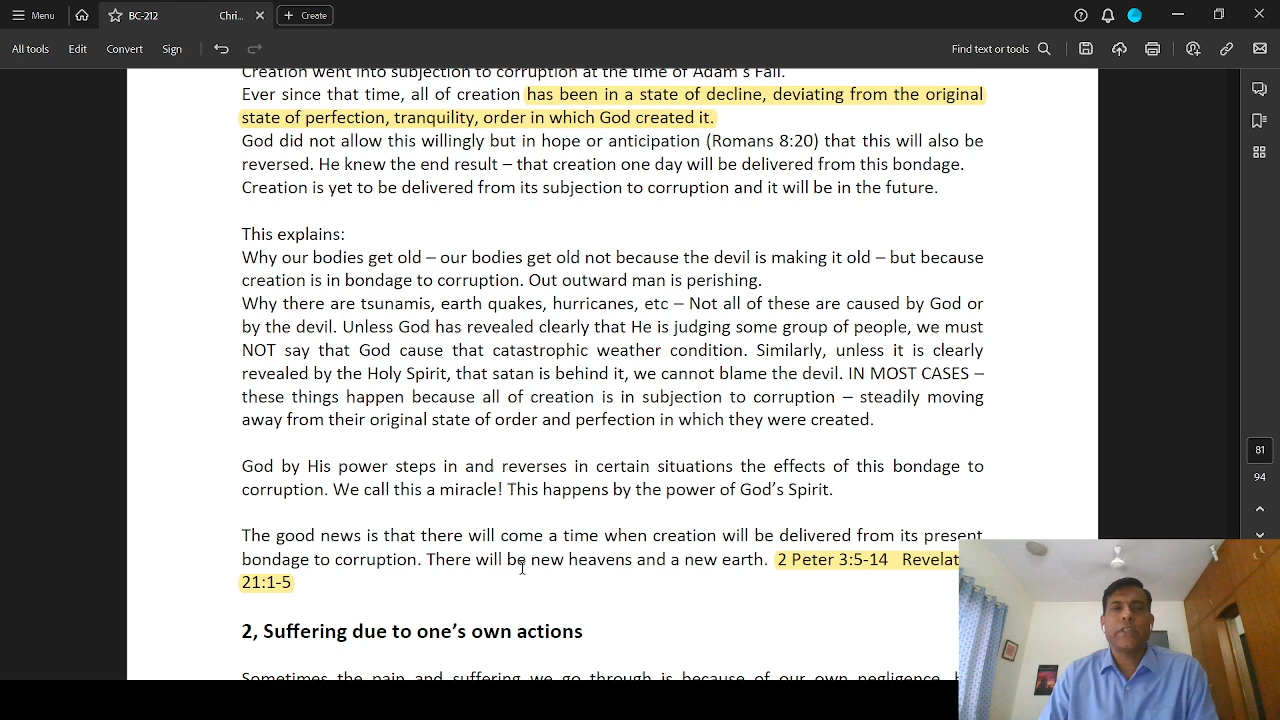 Menu
BC-212
Chri...
Create
All tools
Edit
Convert
Sign
Find text or tools
Creation went into subjection to corruption at the time of Adam's Fall.
Ever since that time, all of creation has been in a state of decline, deviating from the original
state of perfection, tranquility, order in which God created it.
God did not allow this willingly but in hope or anticipation (Romans 8:20) that this will also be
reversed. He knew the end result – that creation one day will be delivered from this bondage.
Creation is yet to be delivered from its subjection to corruption and it will be in the future.
This explains:
Why our bodies get old – our bodies get old not because the devil is making it old – but because
creation is in bondage to corruption. Out outward man is perishing.
Why there are tsunamis, earth quakes, hurricanes, etc – Not all of these are caused by God or
by the devil. Unless God has revealed clearly that He is judging some group of people, we must
NOT say that God cause that catastrophic weather condition. Similarly, unless it is clearly
revealed by the Holy Spirit, that satan is behind it, we cannot blame the devil. IN MOST CASES –
these things happen because all of creation is in subjection to corruption – steadily moving
away from their original state of order and perfection in which they were created.
God by His power steps in and reverses in certain situations the effects of this bondage to
corruption. We call this a miracle! This happens by the power of God's Spirit.
The good news is that there will come a time when creation will be delivered from its present
bondage to corruption. There will be new heavens and a new earth. 2 Peter 3:5-14 Revelat
21:1-5
2, Suffering due to one's own actions
Sometimes the pain and suffering we go through is because of our own negligence,
81
94